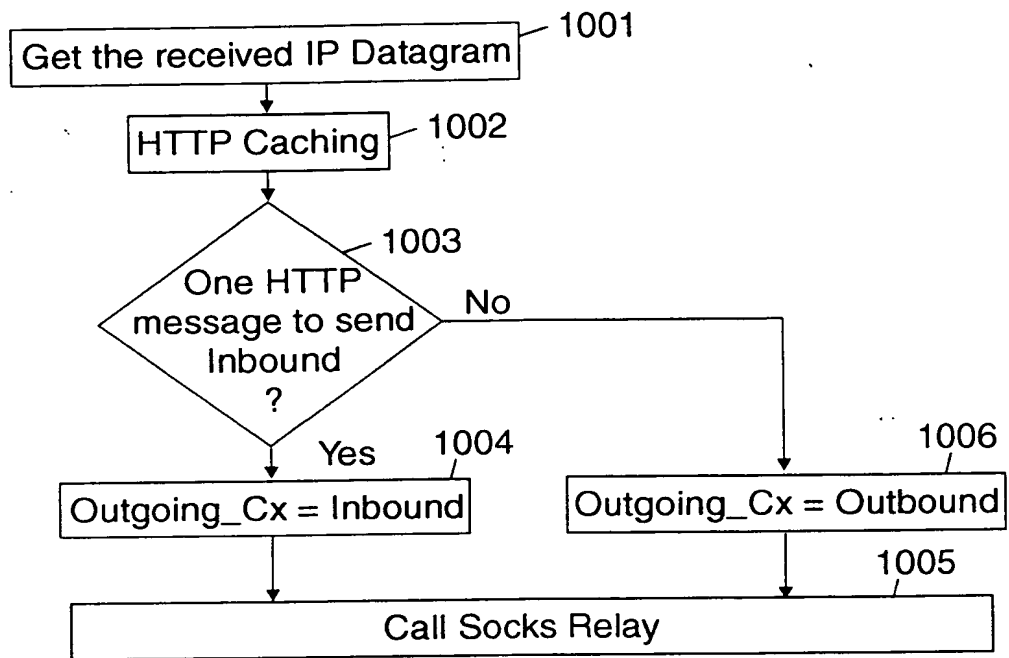 1001
Get the received IP Datagram
1002
HTTP Caching
1003
One HTTP
message to send
Inbound
?
No
Yes
1004
Outgoing_Cx = Inbound
1006
Outgoing_Cx = Outbound
1005
Call Socks Relay